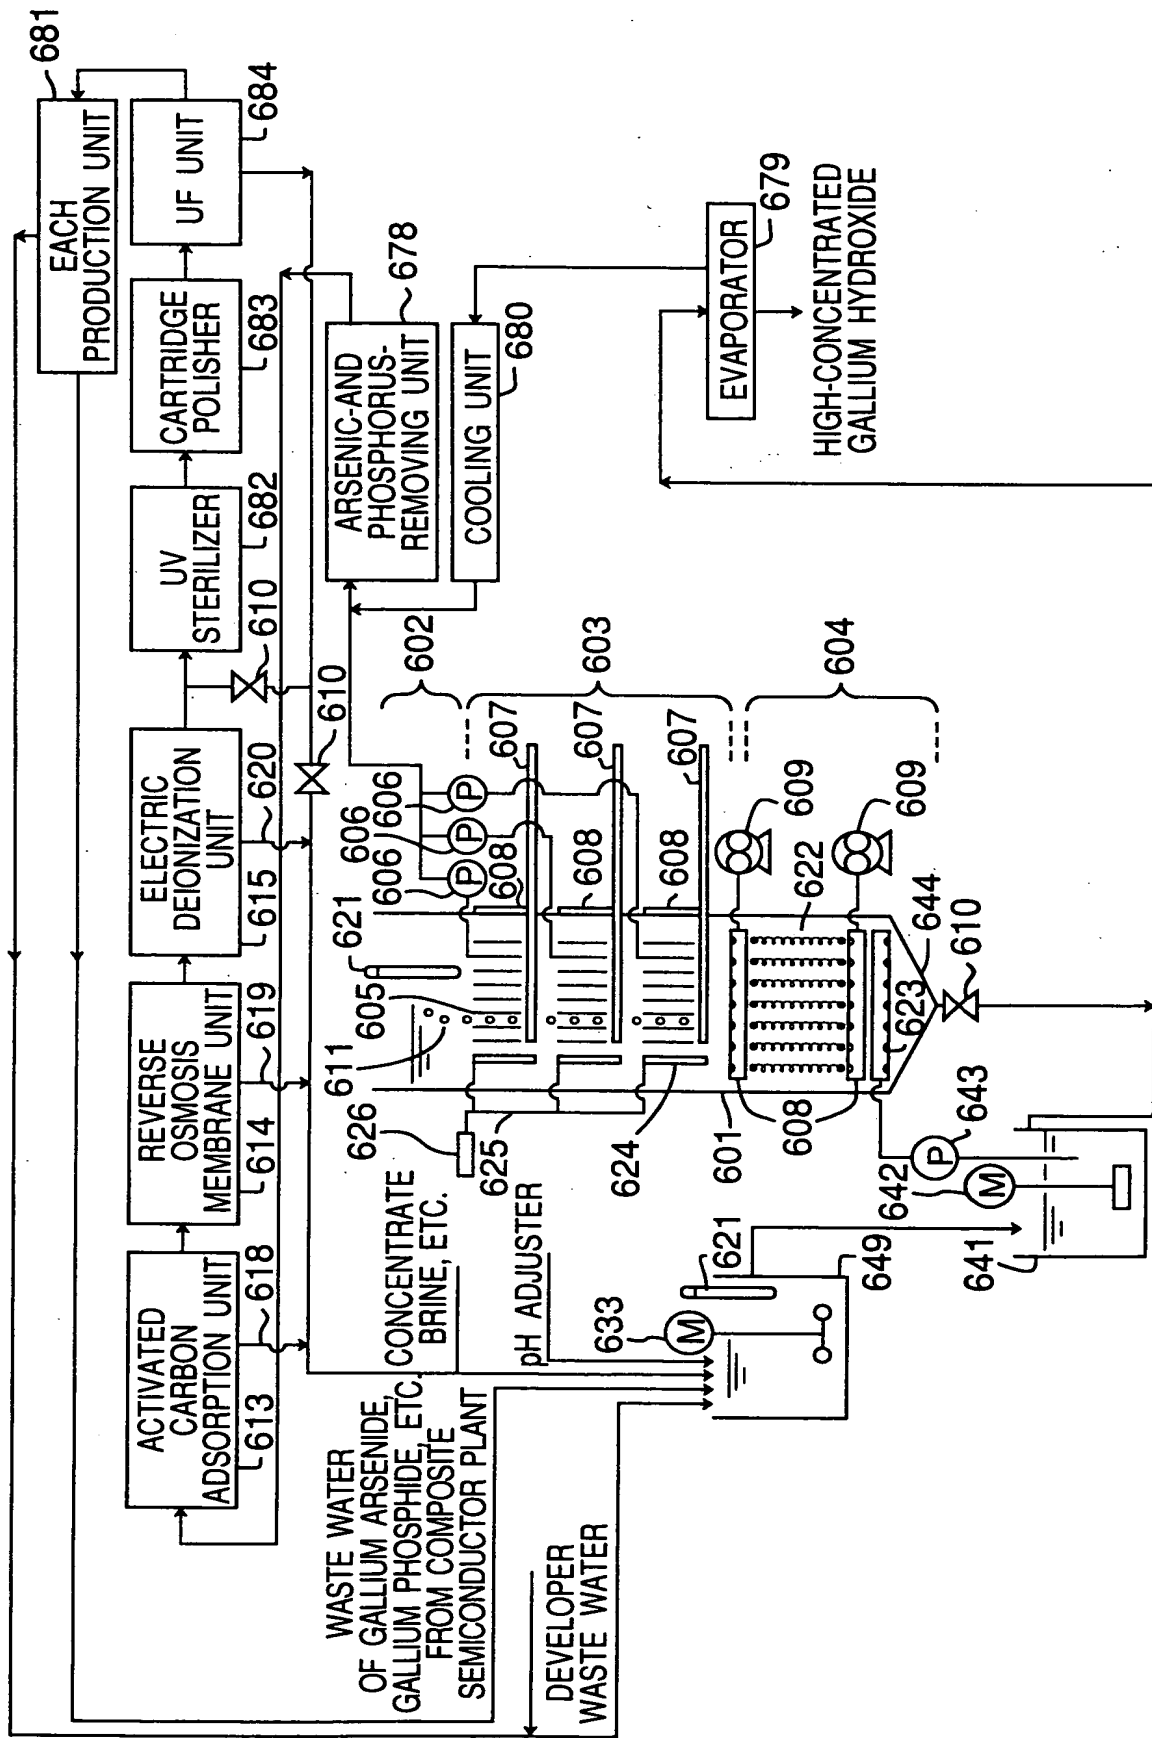 EACH
PRODUCTION UNIT
681
ACTIVATED
CARBON
ADSORPTION UNIT
613
618
REVERSE
OSMOSIS
MEMBRANE UNIT
614
619
ELECTRIC
DEIONIZATION
UNIT
615
620
610
UV
STERILIZER
682
CARTRIDGE
POLISHER
683
UF UNIT
684
610
ARSENIC-AND
PHOSPHORUS-
REMOVING UNIT
678
COOLING UNIT
680
EVAPORATOR
679
HIGH-CONCENTRATED
GALLIUM HYDROXIDE
WASTE WATER
OF GALLIUM ARSENIDE,
GALLIUM PHOSPHIDE, ETC.
FROM COMPOSITE
SEMICONDUCTOR PLANT
CONCENTRATE
BRINE, ETC.
pH ADJUSTER
DEVELOPER
WASTE WATER
602
603
604
606
606
606
P
P
P
607
607
607
608
608
608
621
605
611
626
625
624
601
608
609
609
622
623
644
610
643
P
642
M
641
621
633
M
649